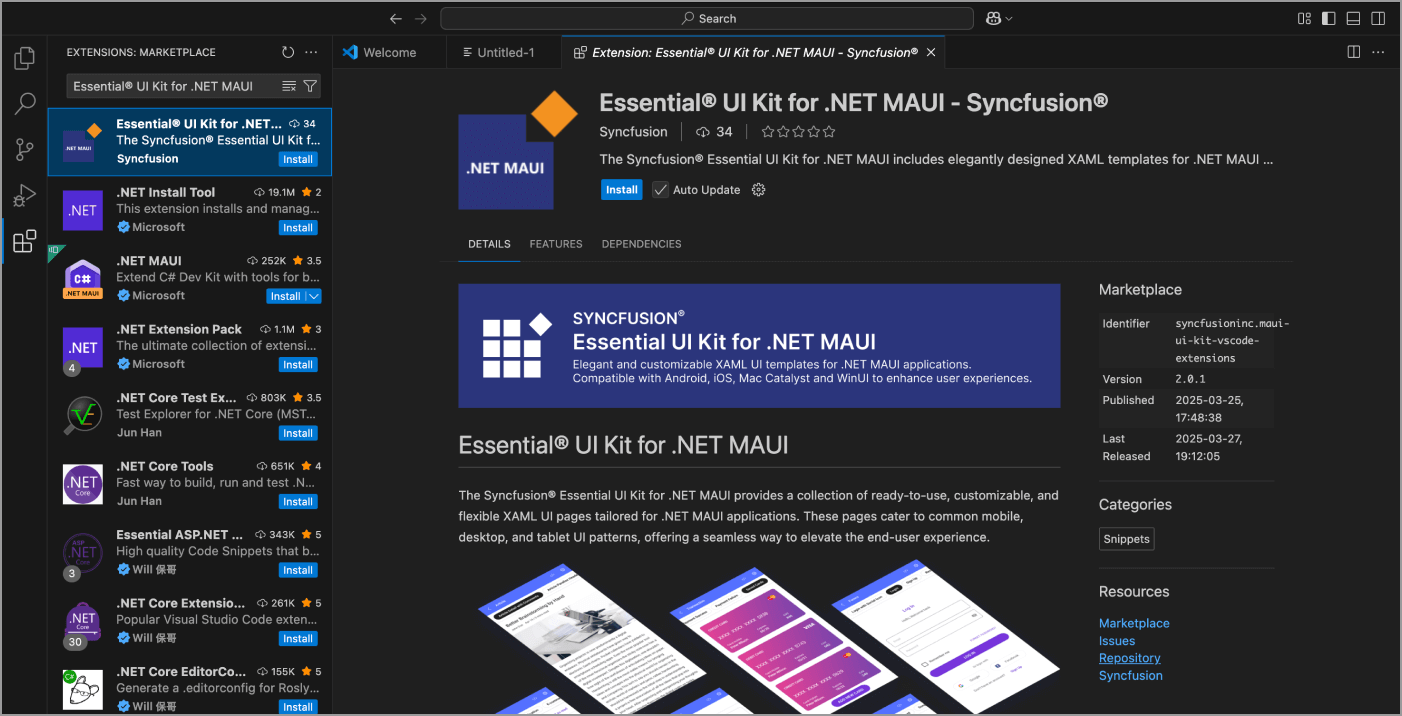 Search
EXTENSIONS: MARKETPLACE
Essential® UI Kit for .NET MAUI
Essential® UI Kit for .NET... 34
The Syncfusion® Essential UI Kit f...
Syncfusion Install
.NET MAUI
.NET Install Tool 19.1M 2
This extension installs and manag...
Microsoft Install
.NET
.NET MAUI 252K 3.5
Extend C# Dev Kit with tools for b...
Microsoft Install
C#
.NET MAUI
.NET Extension Pack 1.1M 3
The ultimate collection of extensi...
Microsoft Install
.NET
4
.NET Core Test Ex... 803K 3.5
Test Explorer for .NET Core (MST...
Jun Han Install
.NET Core Tools 651K 4
Fast way to build, run and test .N...
Jun Han Install
.NET
Core
Essential ASP.NET ... 343K 5
High quality Code Snippets that b...
Will 保哥 Install
ASP
.NET
Core
3
.NET Core Extensio... 261K 5
Popular Visual Studio Code exten...
Will 保哥 Install
.NET
Core
30
.NET Core EditorCo... 155K 5
Generate a .editorconfig for Rosly...
Will 保哥 Install
Welcome
Untitled-1
Extension: Essential® UI Kit for .NET MAUI - Syncfusion®
.NET MAUI
Essential® UI Kit for .NET MAUI - Syncfusion®
Syncfusion 34
The Syncfusion® Essential UI Kit for .NET MAUI includes elegantly designed XAML templates for .NET MAUI ...
Install Auto Update
DETAILS FEATURES DEPENDENCIES
SYNCFUSION®
Essential UI Kit for .NET MAUI
Elegant and customizable XAML UI templates for .NET MAUI applications.
Compatible with Android, iOS, Mac Catalyst and WinUI to enhance user experiences.
Essential® UI Kit for .NET MAUI
The Syncfusion® Essential UI Kit for .NET MAUI provides a collection of ready-to-use, customizable, and
flexible XAML UI pages tailored for .NET MAUI applications. These pages cater to common mobile,
desktop, and tablet UI patterns, offering a seamless way to elevate the end-user experience.
Better Brainstorming by Hand
VISA
Log in
Marketplace
Identifier syncfusioninc.maui-
ui-kit-vscode-
extensions
Version 2.0.1
Published 2025-03-25,
17:48:38
Last 2025-03-27,
Released 19:12:05
Categories
Snippets
Resources
Marketplace
Issues
Repository
Syncfusion